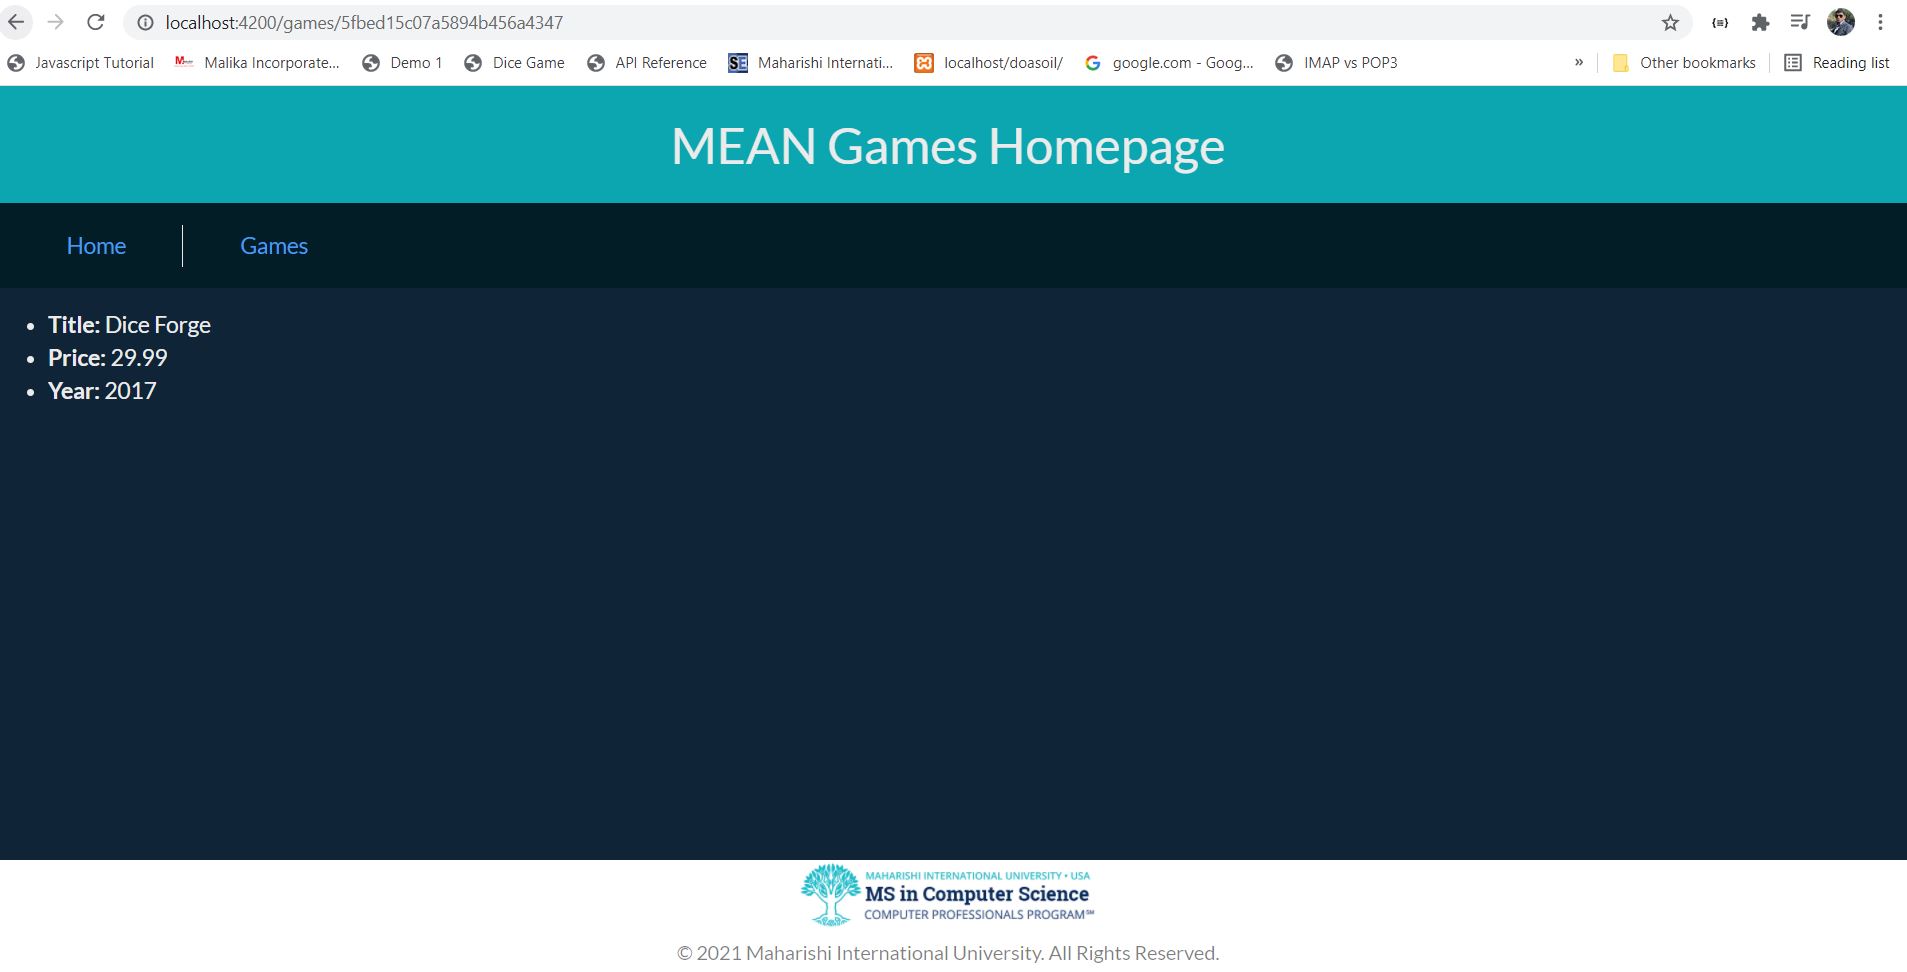 localhost:4200/games/5fbed15c07a5894b456a4347
Javascript Tutorial Malika Incorporate... Demo 1 Dice Game API Reference Maharishi Internati... localhost/doasoil/ google.com - Goog... IMAP vs POP3 » Other bookmarks Reading list
MEAN Games Homepage
Home Games
• Title: Dice Forge
• Price: 29.99
• Year: 2017
MAHARISHI INTERNATIONAL UNIVERSITY • USA
MS in Computer Science
COMPUTER PROFESSIONALS PROGRAM℠
© 2021 Maharishi International University. All Rights Reserved.